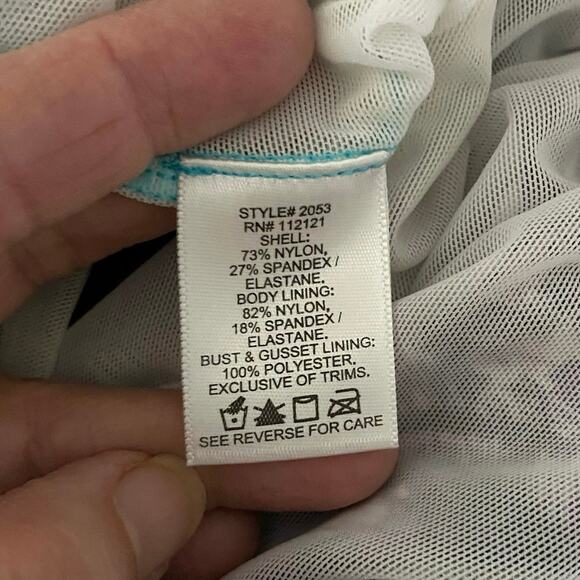 STYLE# 2053
RN# 112121
SHELL:
73% NYLON,
27% SPANDEX /
ELASTANE.
BODY LINING:
82% NYLON,
18% SPANDEX /
ELASTANE.
BUST & GUSSET LINING:
100% POLYESTER.
EXCLUSIVE OF TRIMS.
SEE REVERSE FOR CARE